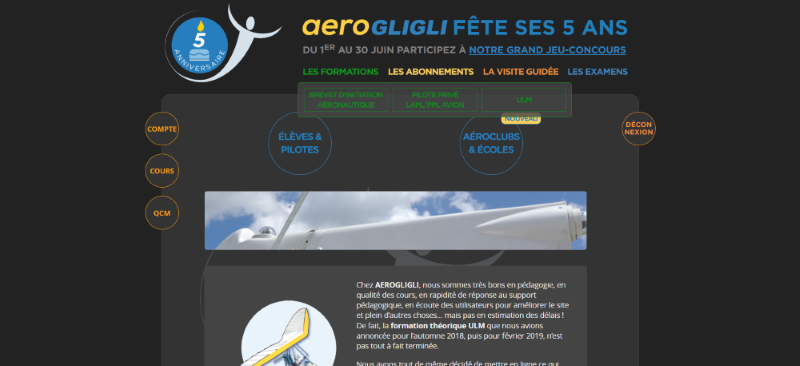 aeroGLIGLI FÊTE SES 5 ANS
5
ANNIVERSAIRE
DU 1ER AU 30 JUIN PARTICIPEZ À NOTRE GRAND JEU-CONCOURS
LES FORMATIONS LES ABONNEMENTS LA VISITE GUIDÉE LES EXAMENS
BREVET D'INITIATION AÉRONAUTIQUE
PILOTE PRIVÉ LAPL/PPL AVION
ULM
NOUVEAU
COMPTE
ÉLÈVES & PILOTES
AÉROCLUBS & ÉCOLES
DÉCON
NEXION
COURS
QCM
Chez AEROGLIGLI, nous sommes très bons en pédagogie, en
qualité des cours, en rapidité de réponse au support
pédagogique, en écoute des utilisateurs pour améliorer le site
et plein d'autres choses... mais pas en estimation des délais !
De fait, la formation théorique ULM que nous avions
annoncée pour l'automne 2018, puis pour février 2019, n'est
pas tout à fait terminée.
Nous avons tout de même décidé de mettre en ligne ce qui